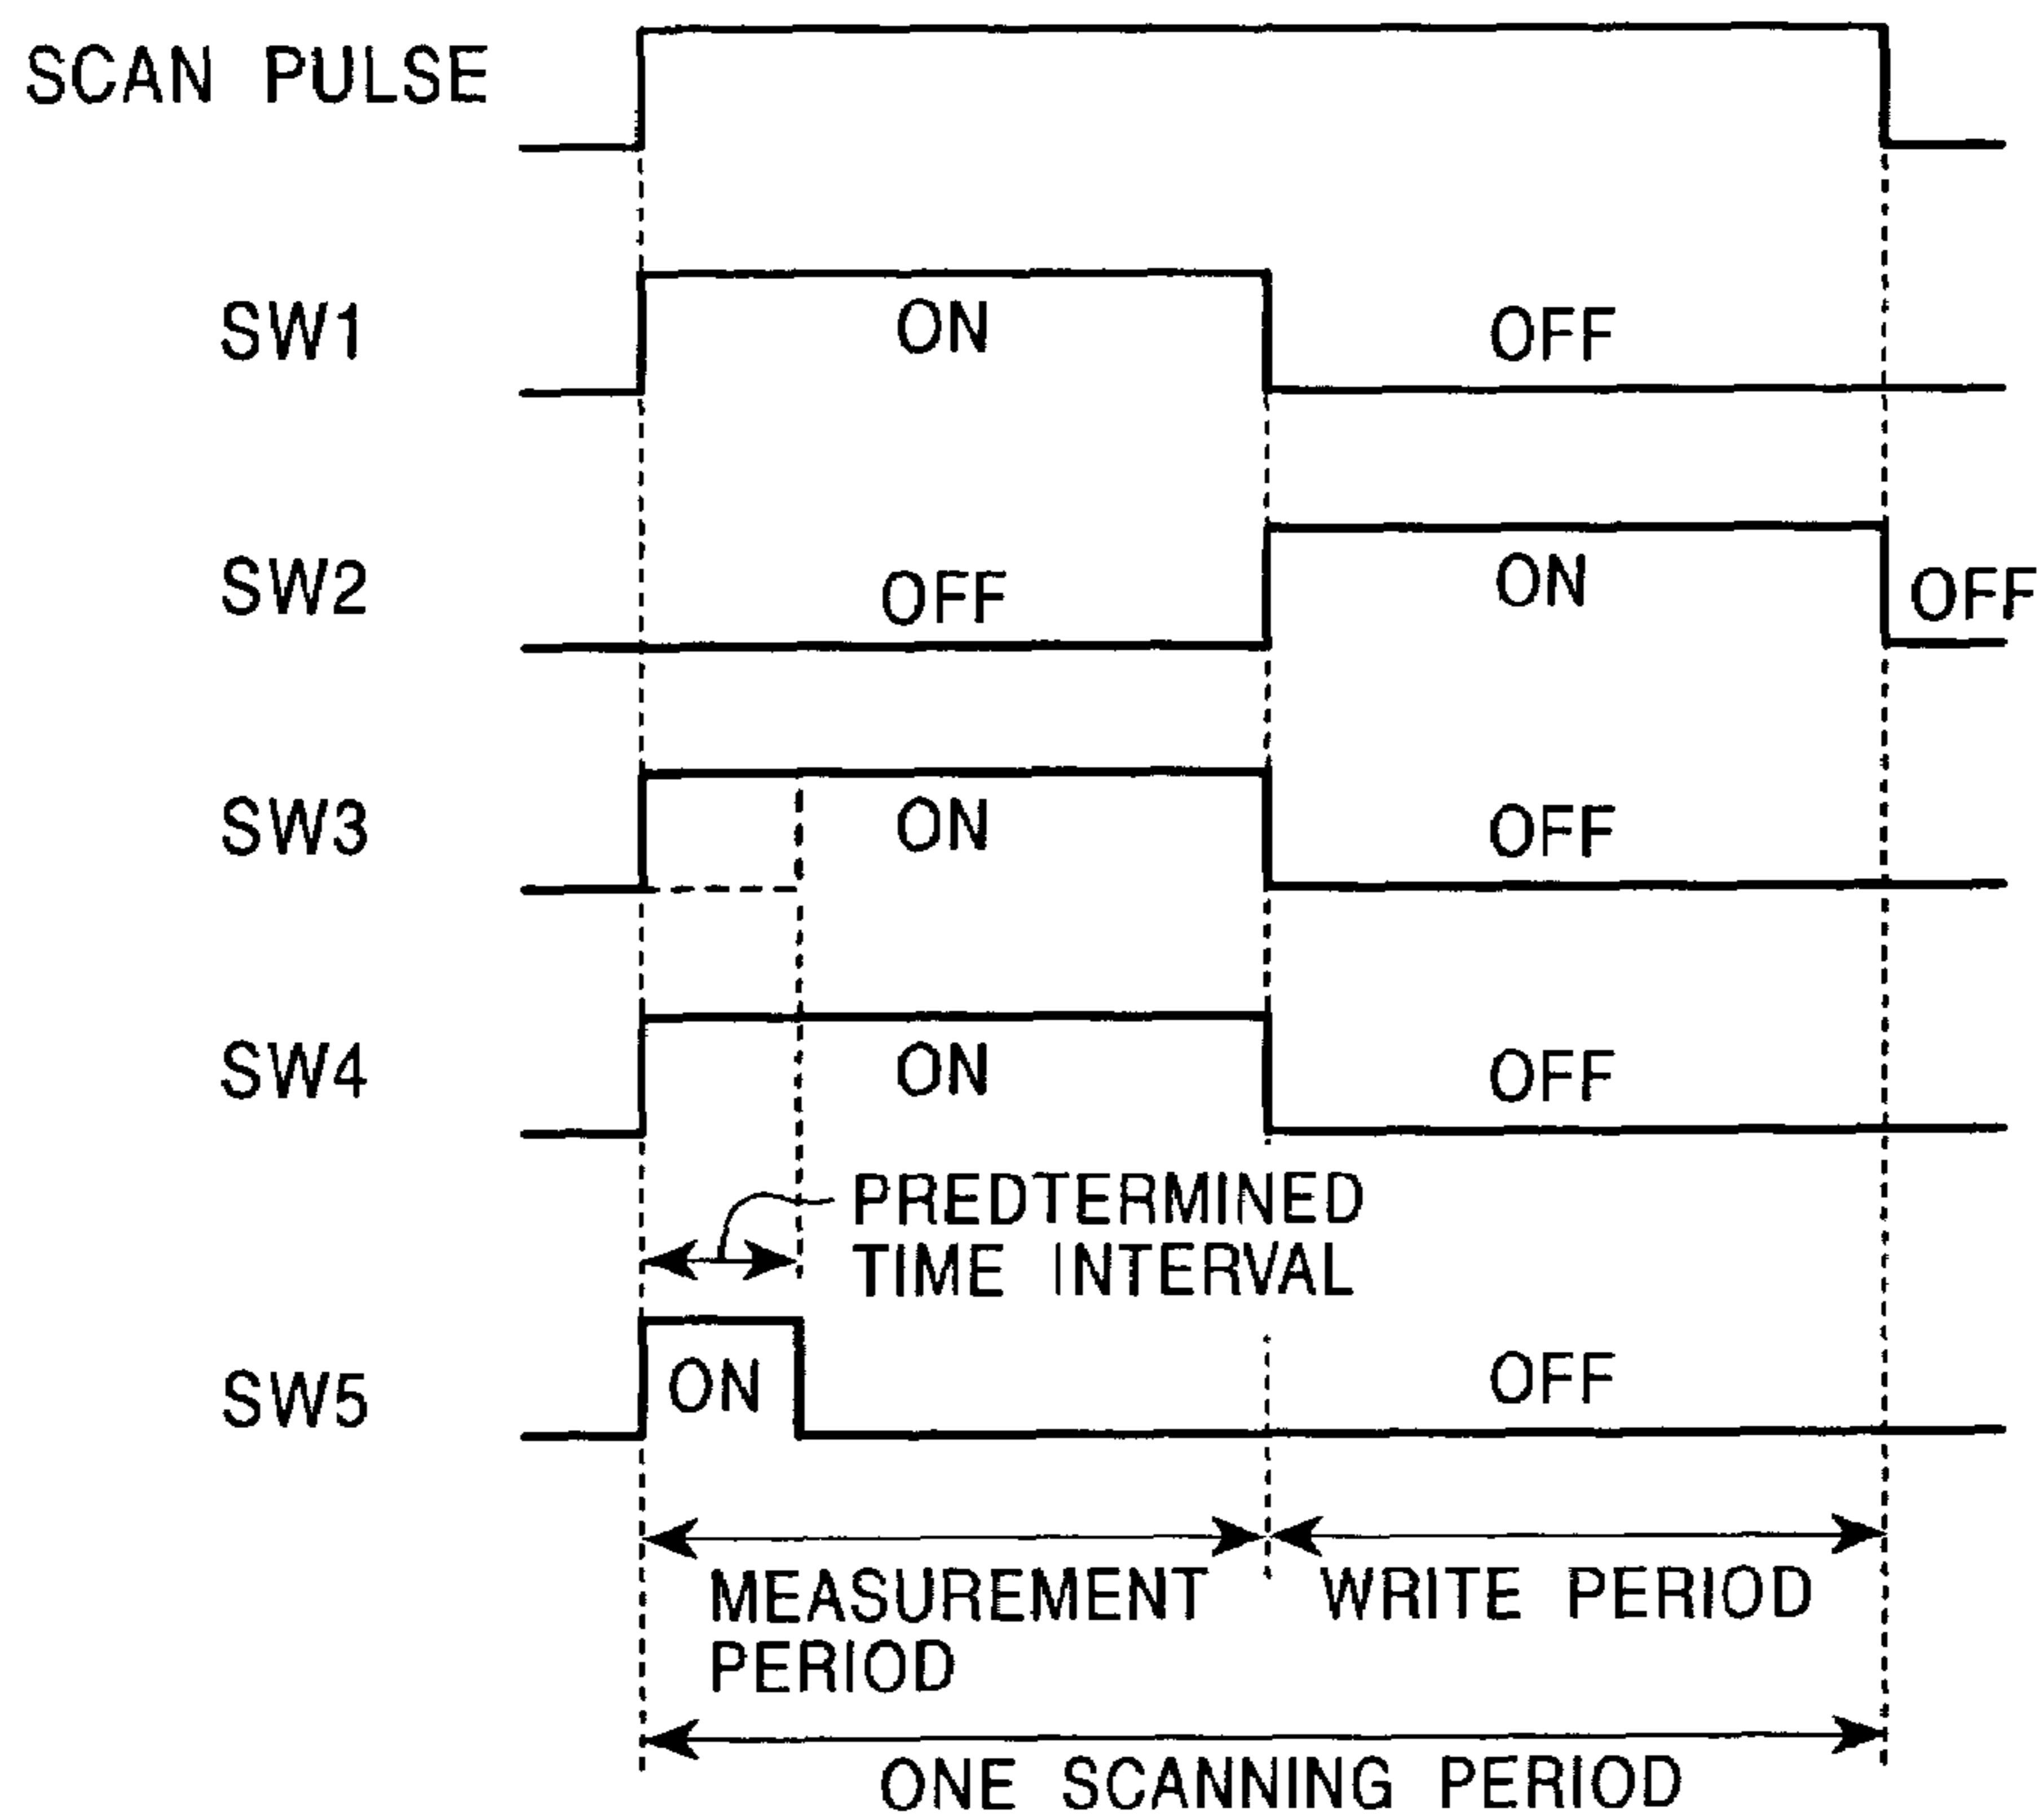 SCAN PULSE
SW1
ON
OFF
SW2
OFF
ON
OFF
SW3
ON
OFF
SW4
ON
OFF
PREDTERMINED
TIME INTERVAL
SW5
ON
OFF
MEASUREMENT
PERIOD
WRITE PERIOD
ONE SCANNING PERIOD